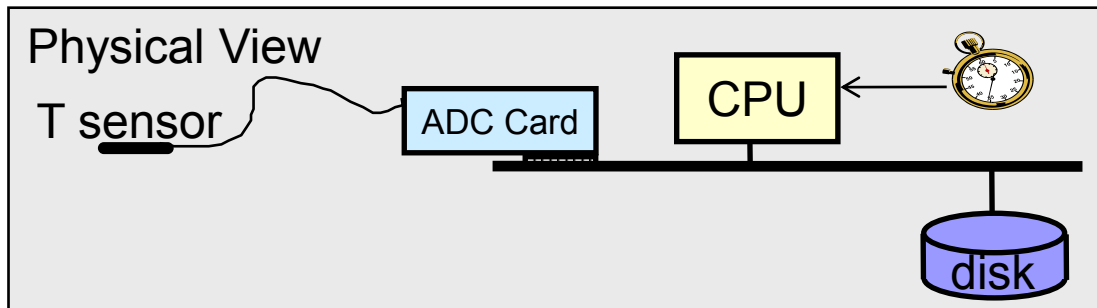 Physical View
T sensor
ADC Card
CPU
disk